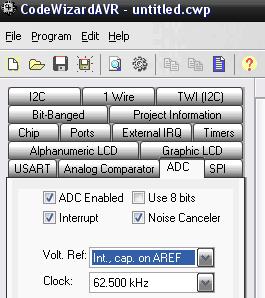 CodeWizardAVR - untitled.cwp
File Program Edit Help
I2C 1 Wire TWI (I2C)
Bit-Banged Project Information
Chip Ports External IRQ Timers
Alphanumeric LCD Graphic LCD
USART Analog Comparator ADC SPI
ADC Enabled Use 8 bits
Interrupt Noise Canceler
Volt. Ref: Int., cap. on AREF
Clock: 62.500 kHz